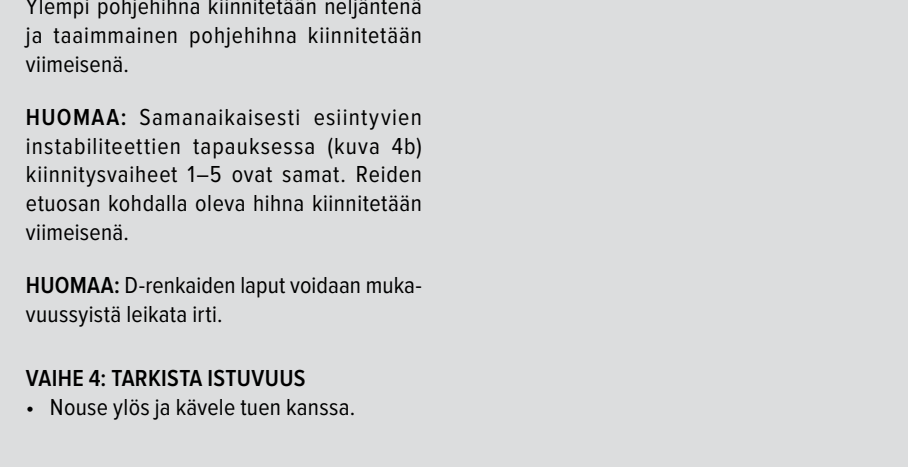 Ylempi pohjehihna kiinnitetään neljäntenä
ja taaimmainen pohjehihna kiinnitetään
viimeisenä.
HUOMAA: Samanaikaisesti esiintyvien
instabiliteettien tapauksessa (kuva 4b)
kiinnitysvaiheet 1–5 ovat samat. Reiden
etuosan kohdalla oleva hihna kiinnitetään
viimeisenä.
HUOMAA: D-renkaiden laput voidaan muka-
vuussyistä leikata irti.
VAIHE 4: TARKISTA ISTUVUUS
• Nouse ylös ja kävele tuen kanssa.